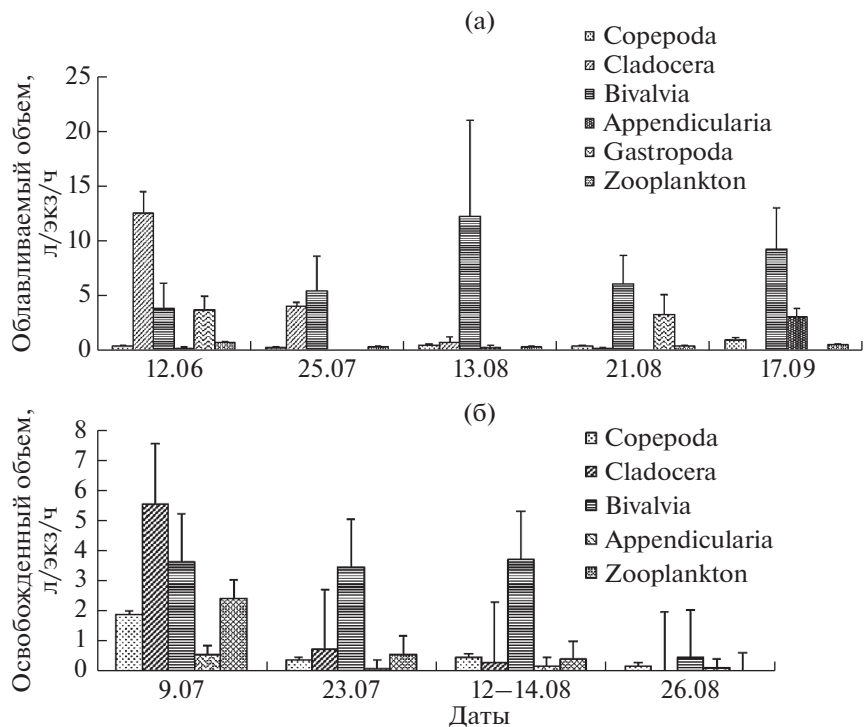 (а)
Облавливаемый объем,
л/экз/ч
25
20
15
10
5
0
Copepoda
Cladocera
Bivalvia
Appendicularia
Gastropoda
Zooplankton
12.06 25.07 13.08 21.08 17.09
(б)
Освобожденный объем,
л/экз/ч
8
7
6
5
4
3
2
1
0
Copepoda
Cladocera
Bivalvia
Appendicularia
Zooplankton
9.07 23.07 12–14.08 26.08
Даты